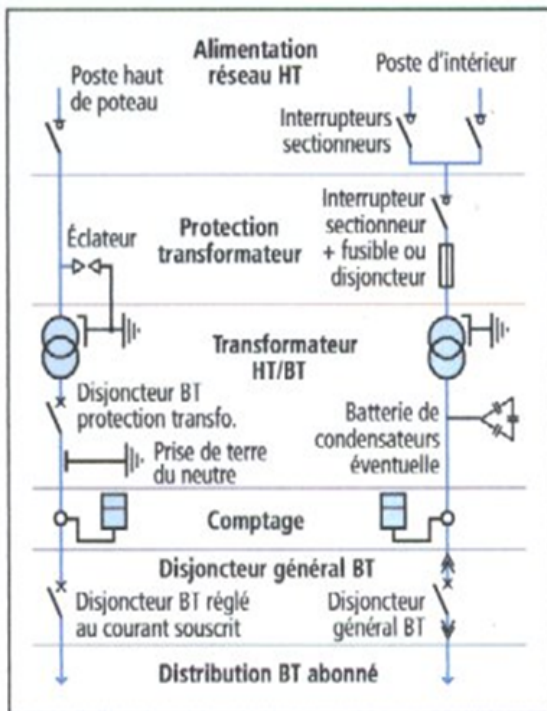 Alimentation
réseau HT
Poste haut
de poteau
Poste d'intérieur
Interrupteurs
sectionneurs
Protection
transformateur
Éclateur
Interrupteur
sectionneur
+ fusible ou
disjoncteur
Transformateur
HT/BT
Disjoncteur BT
protection transfo.
Prise de terre
du neutre
Batterie de
condensateurs
éventuelle
Comptage
Disjoncteur général BT
Disjoncteur BT réglé
au courant souscrit
Disjoncteur
général BT
Distribution BT abonné